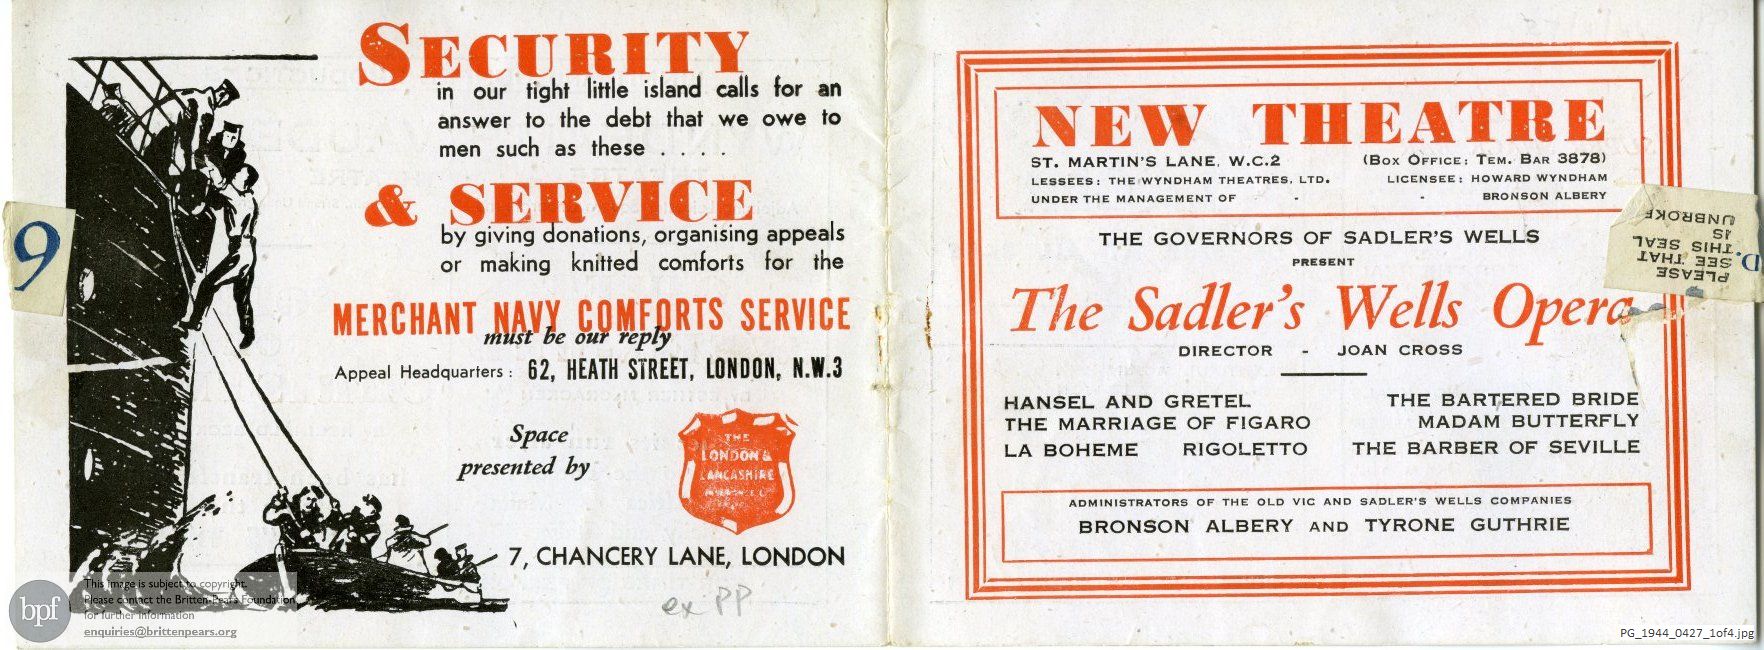 SECURITY
in our tight little island calls for an
answer to the debt that we owe to
men such as these . . . .
& SERVICE
by giving donations, organising appeals
or making knitted comforts for the
MERCHANT NAVY COMFORTS SERVICE
must be our reply
Appeal Headquarters: 62, HEATH STREET, LONDON, N.W.3
Space
presented by
THE
LONDON &
LANCASHIRE
7, CHANCERY LANE, LONDON
ex PP
9
bpf
This image is subject to copyright.
Please contact the Britten-Pears Foundation
for further information
enquiries@brittenpears.org
NEW THEATRE
ST. MARTIN'S LANE, W.C.2 (BOX OFFICE: TEM. BAR 3878)
LESSEES: THE WYNDHAM THEATRES, LTD. LICENSEE: HOWARD WYNDHAM
UNDER THE MANAGEMENT OF - - BRONSON ALBERY
THE GOVERNORS OF SADLER'S WELLS
PRESENT
The Sadler's Wells Opera
DIRECTOR - JOAN CROSS
HANSEL AND GRETEL THE BARTERED BRIDE
THE MARRIAGE OF FIGARO MADAM BUTTERFLY
LA BOHEME RIGOLETTO THE BARBER OF SEVILLE
ADMINISTRATORS OF THE OLD VIC AND SADLER'S WELLS COMPANIES
BRONSON ALBERY AND TYRONE GUTHRIE
PLEASE
SEE THAT
THIS SEAL
IS
UNBROKE
D.
PG_1944_0427_1of4.jpg